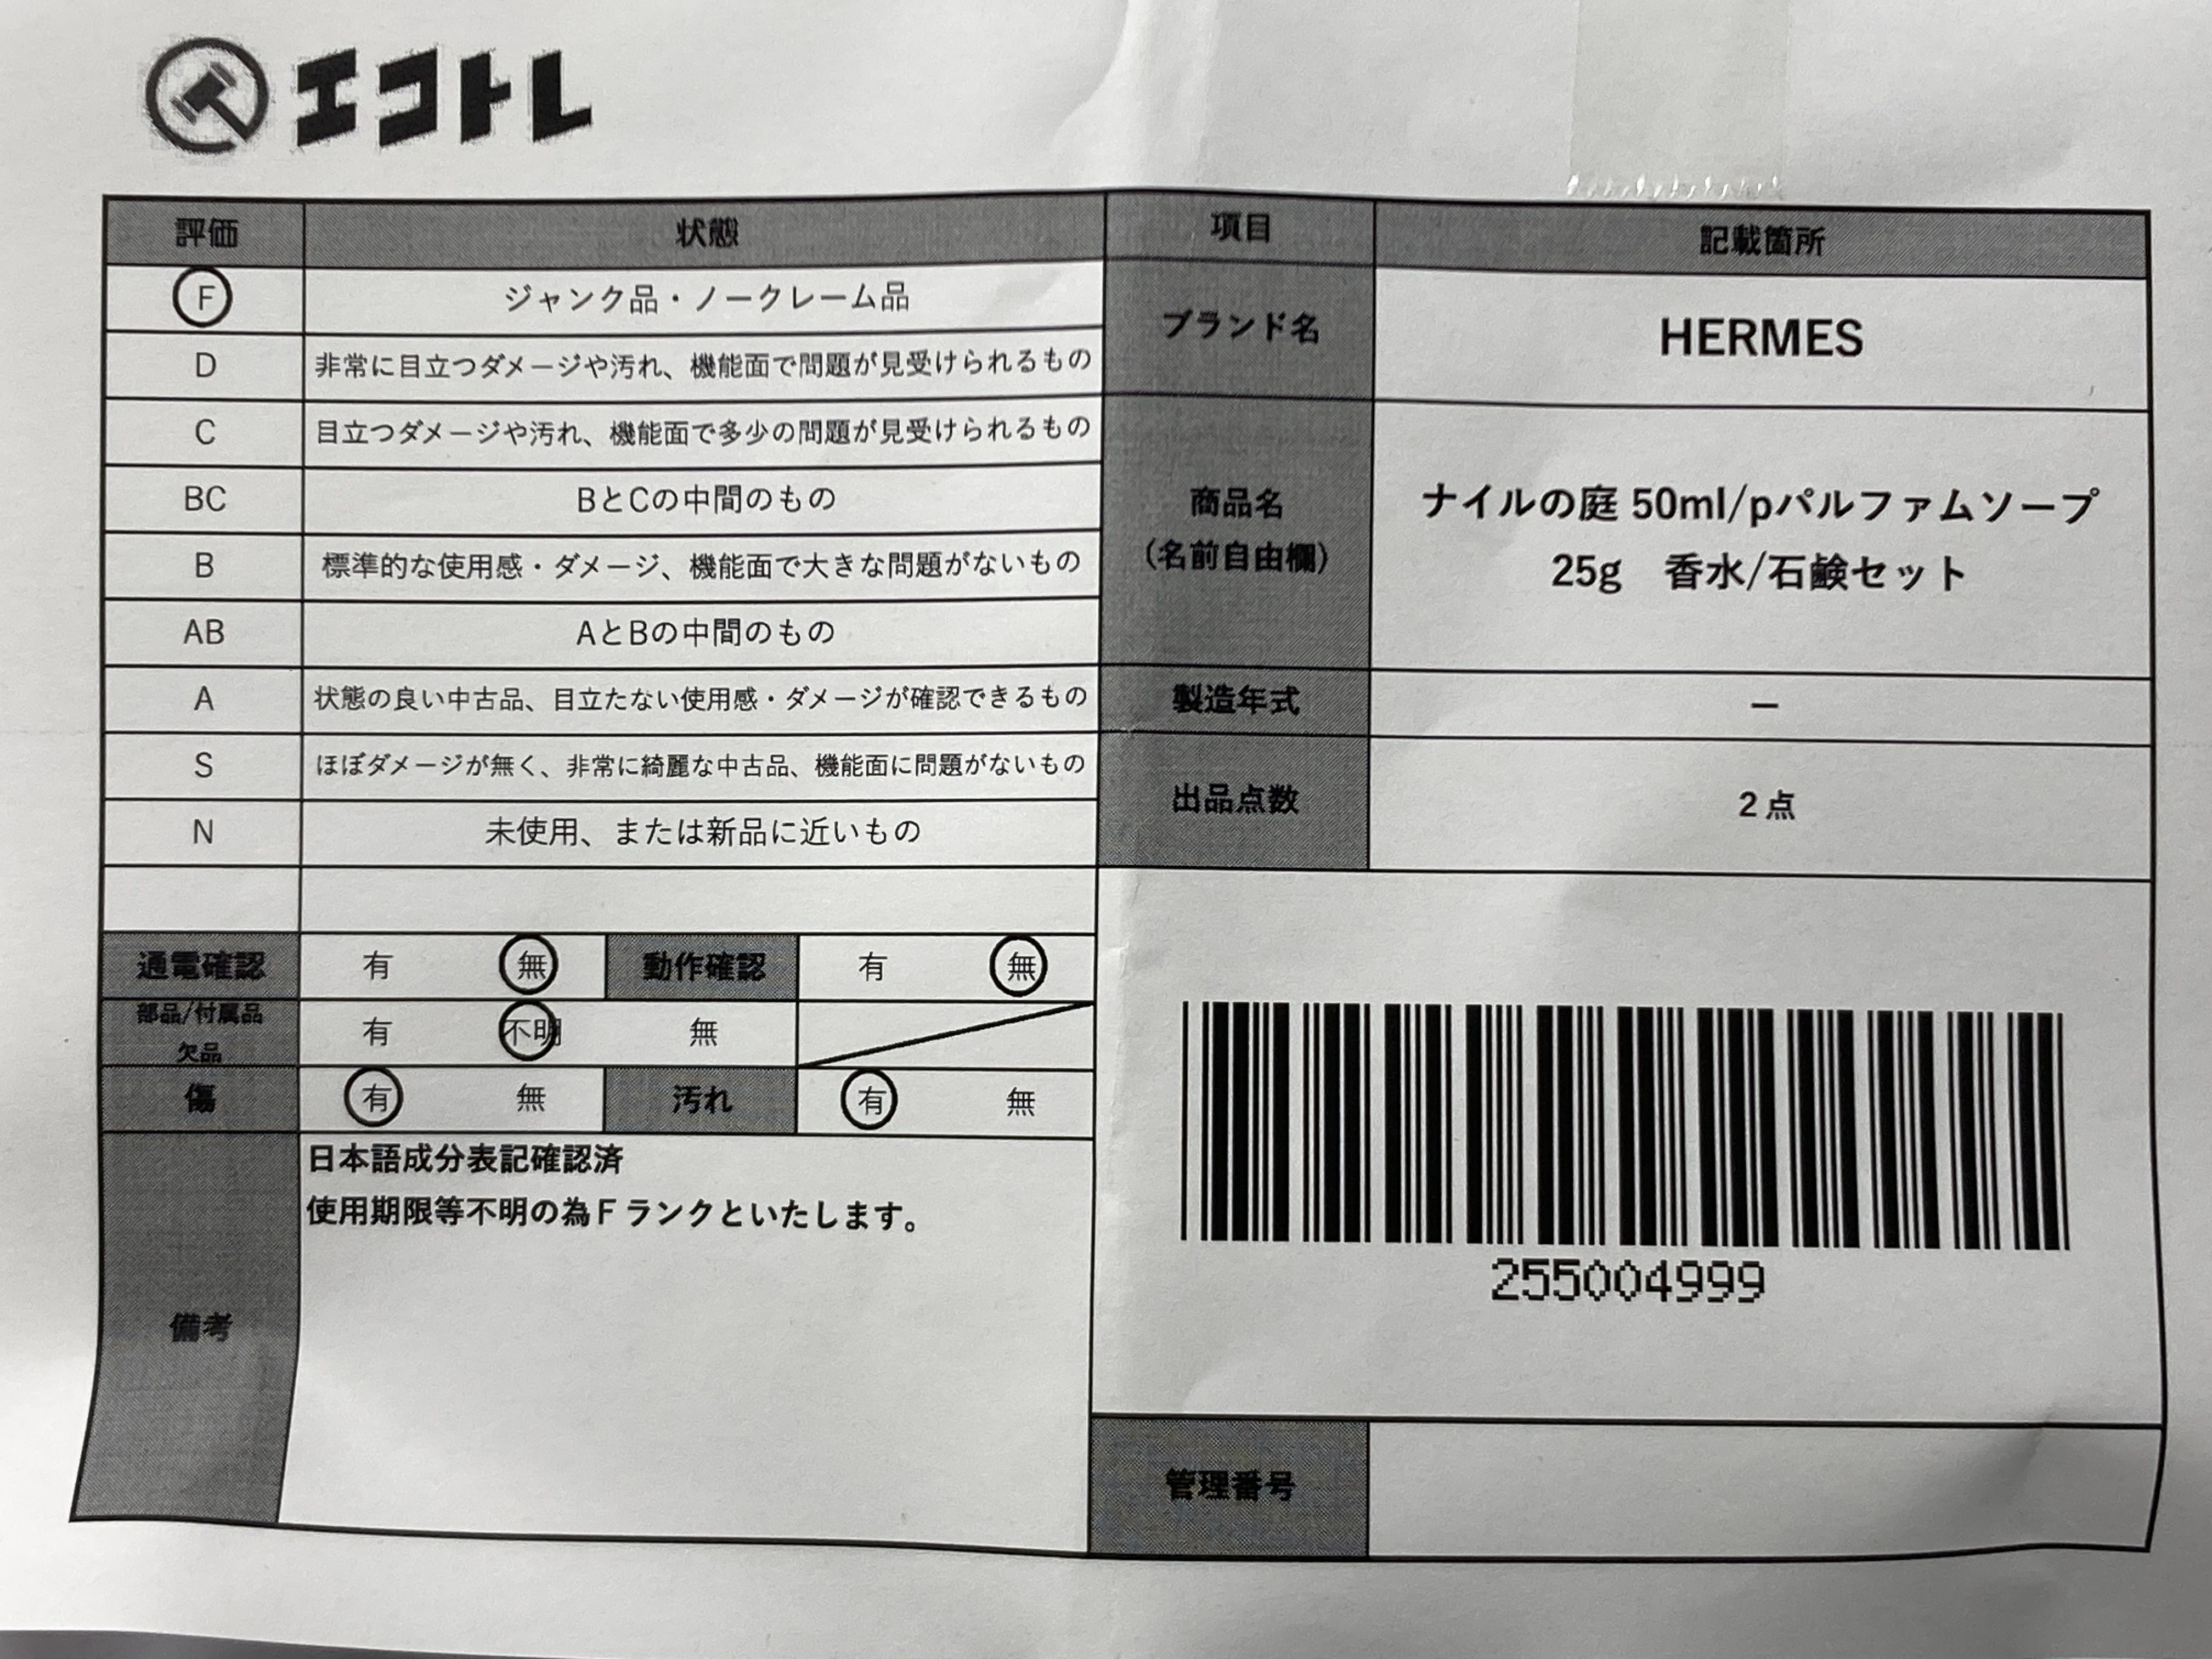 エコトレ
評価 状態
F ジャンク品・ノークレーム品
D 非常に目立つダメージや汚れ、機能面で問題が見受けられるもの
C 目立つダメージや汚れ、機能面で多少の問題が見受けられるもの
BC BとCの中間のもの
B 標準的な使用感・ダメージ、機能面で大きな問題がないもの
AB AとBの中間のもの
A 状態の良い中古品、目立たない使用感・ダメージが確認できるもの
S ほぼダメージが無く、非常に綺麗な中古品、機能面に問題がないもの
N 未使用、または新品に近いもの
通電確認 有 無 動作確認 有 無
部品/付属品
欠品 有 不明 無
傷 有 無 汚れ 有 無
備考
日本語成分表記確認済
使用期限等不明の為Fランクといたします。
項目 記載箇所
ブランド名 HERMES
商品名
(名前自由欄)
ナイルの庭 50ml/pパルファムソープ
25g 香水/石鹸セット
製造年式 ー
出品点数 2点
255004999
管理番号